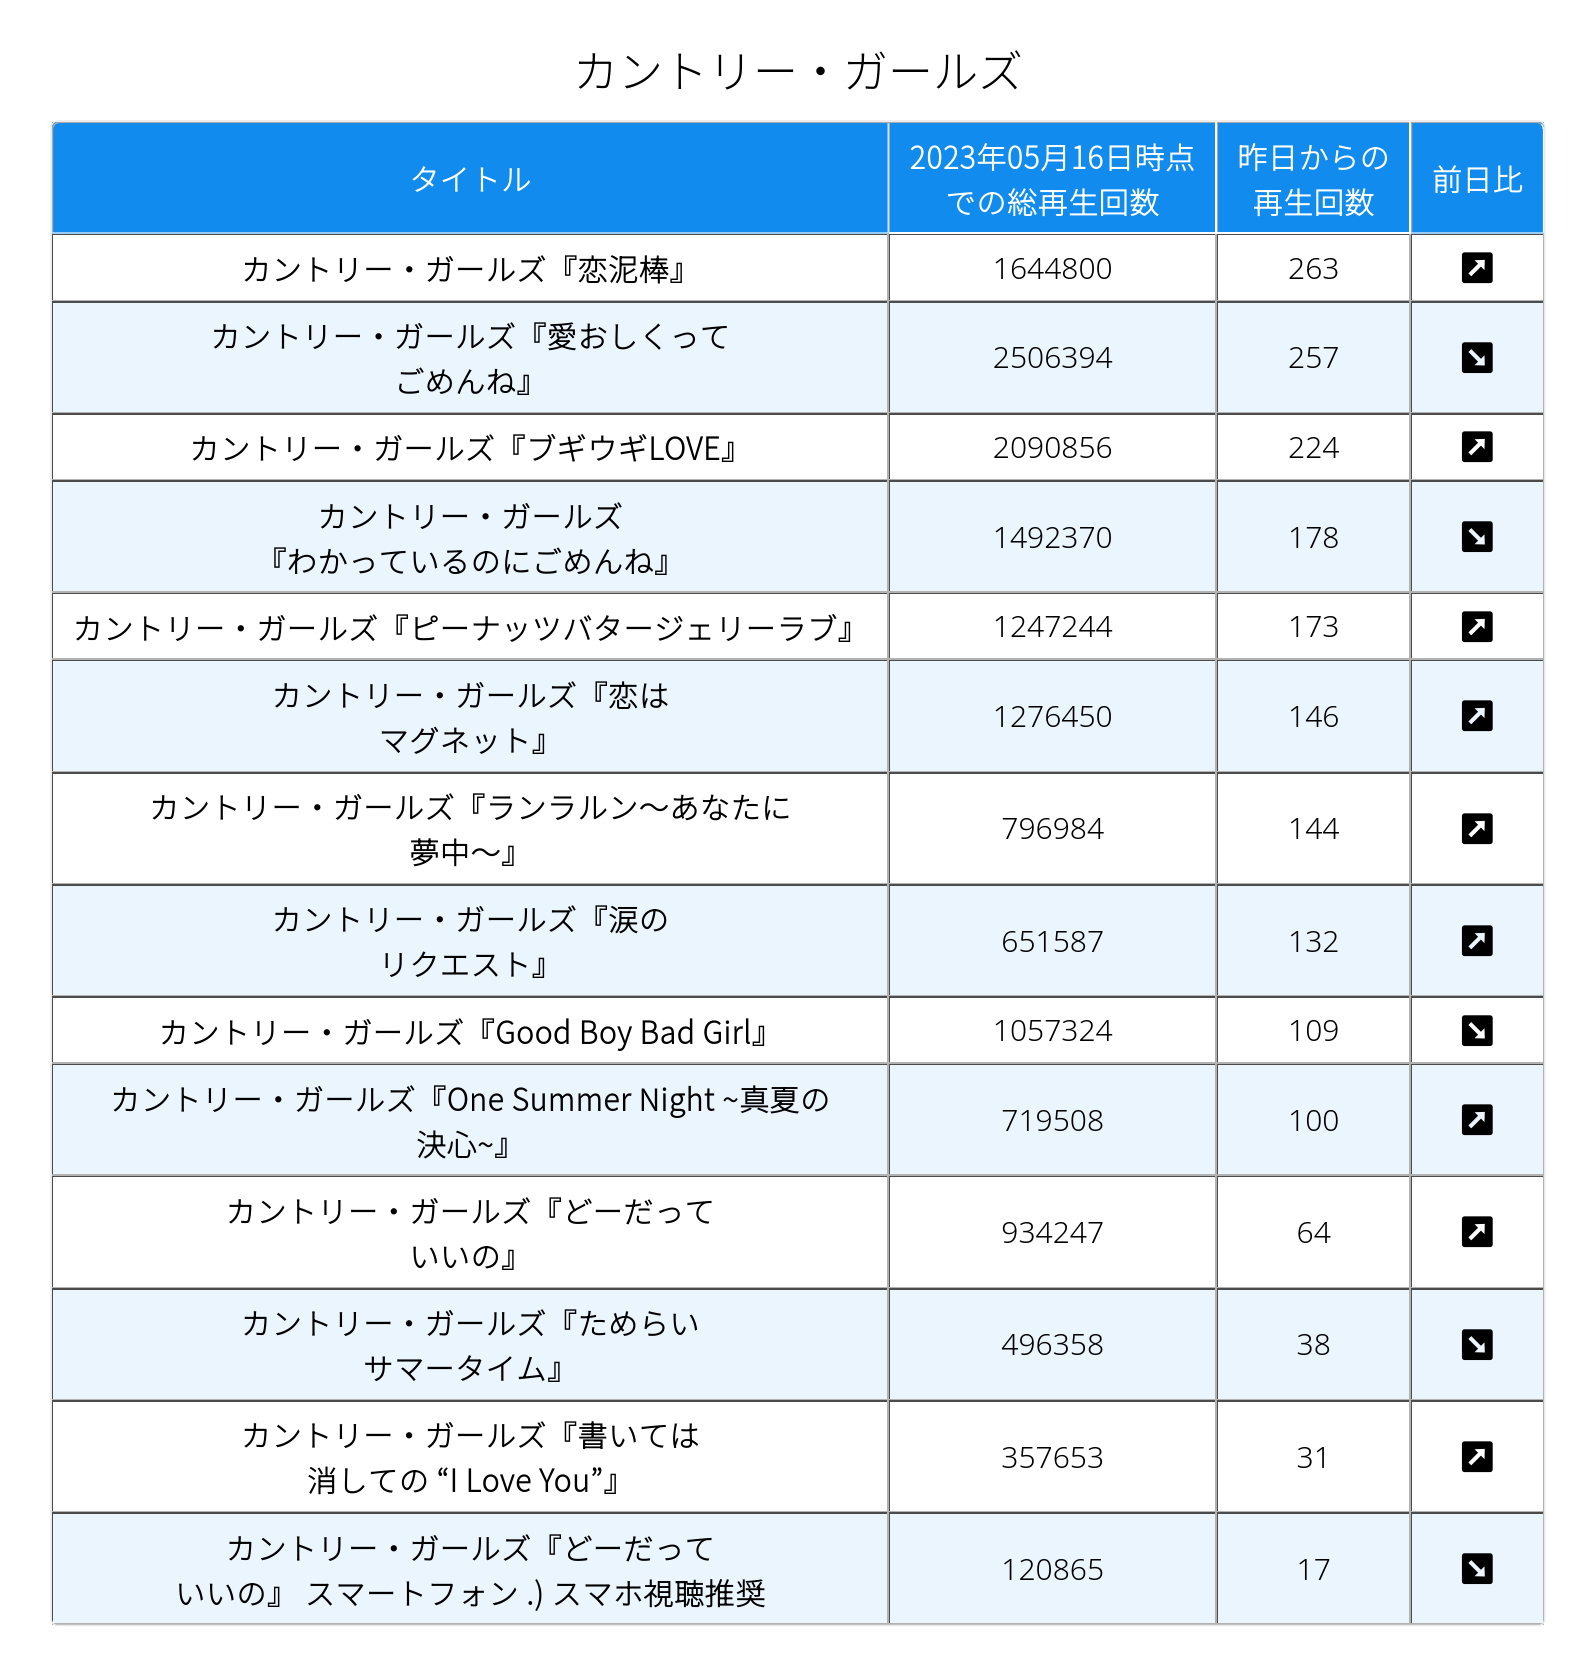 カントリー・ガールズ
タイトル
2023年05月16日時点
での総再生回数
昨日からの
再生回数
前日比
カントリー・ガールズ『恋泥棒』
1644800
263
カントリー・ガールズ『愛おしくって
ごめんね』
2506394
257
カントリー・ガールズ『ブギウギLOVE』
2090856
224
カントリー・ガールズ
『わかっているのにごめんね』
1492370
178
カントリー・ガールズ『ピーナッツバタージェリーラブ』
1247244
173
カントリー・ガールズ『恋は
マグネット』
1276450
146
カントリー・ガールズ『ランラルン〜あなたに
夢中〜』
796984
144
カントリー・ガールズ『涙の
リクエスト』
651587
132
カントリー・ガールズ『Good Boy Bad Girl』
1057324
109
カントリー・ガールズ『One Summer Night ~真夏の
決心~』
719508
100
カントリー・ガールズ『どーだって
いいの』
934247
64
カントリー・ガールズ『ためらい
サマータイム』
496358
38
カントリー・ガールズ『書いては
消しての “I Love You”』
357653
31
カントリー・ガールズ『どーだって
いいの』 スマートフォン .) スマホ視聴推奨
120865
17